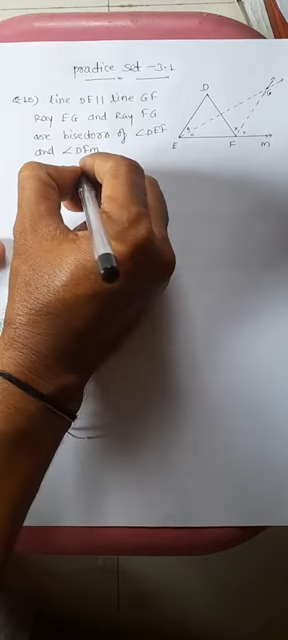 practice set -3.1
Q-10) line DE || line GF
Ray EG and Ray FG
are bisectors of ∠DEF
and ∠DFM
D
G
E
F
M